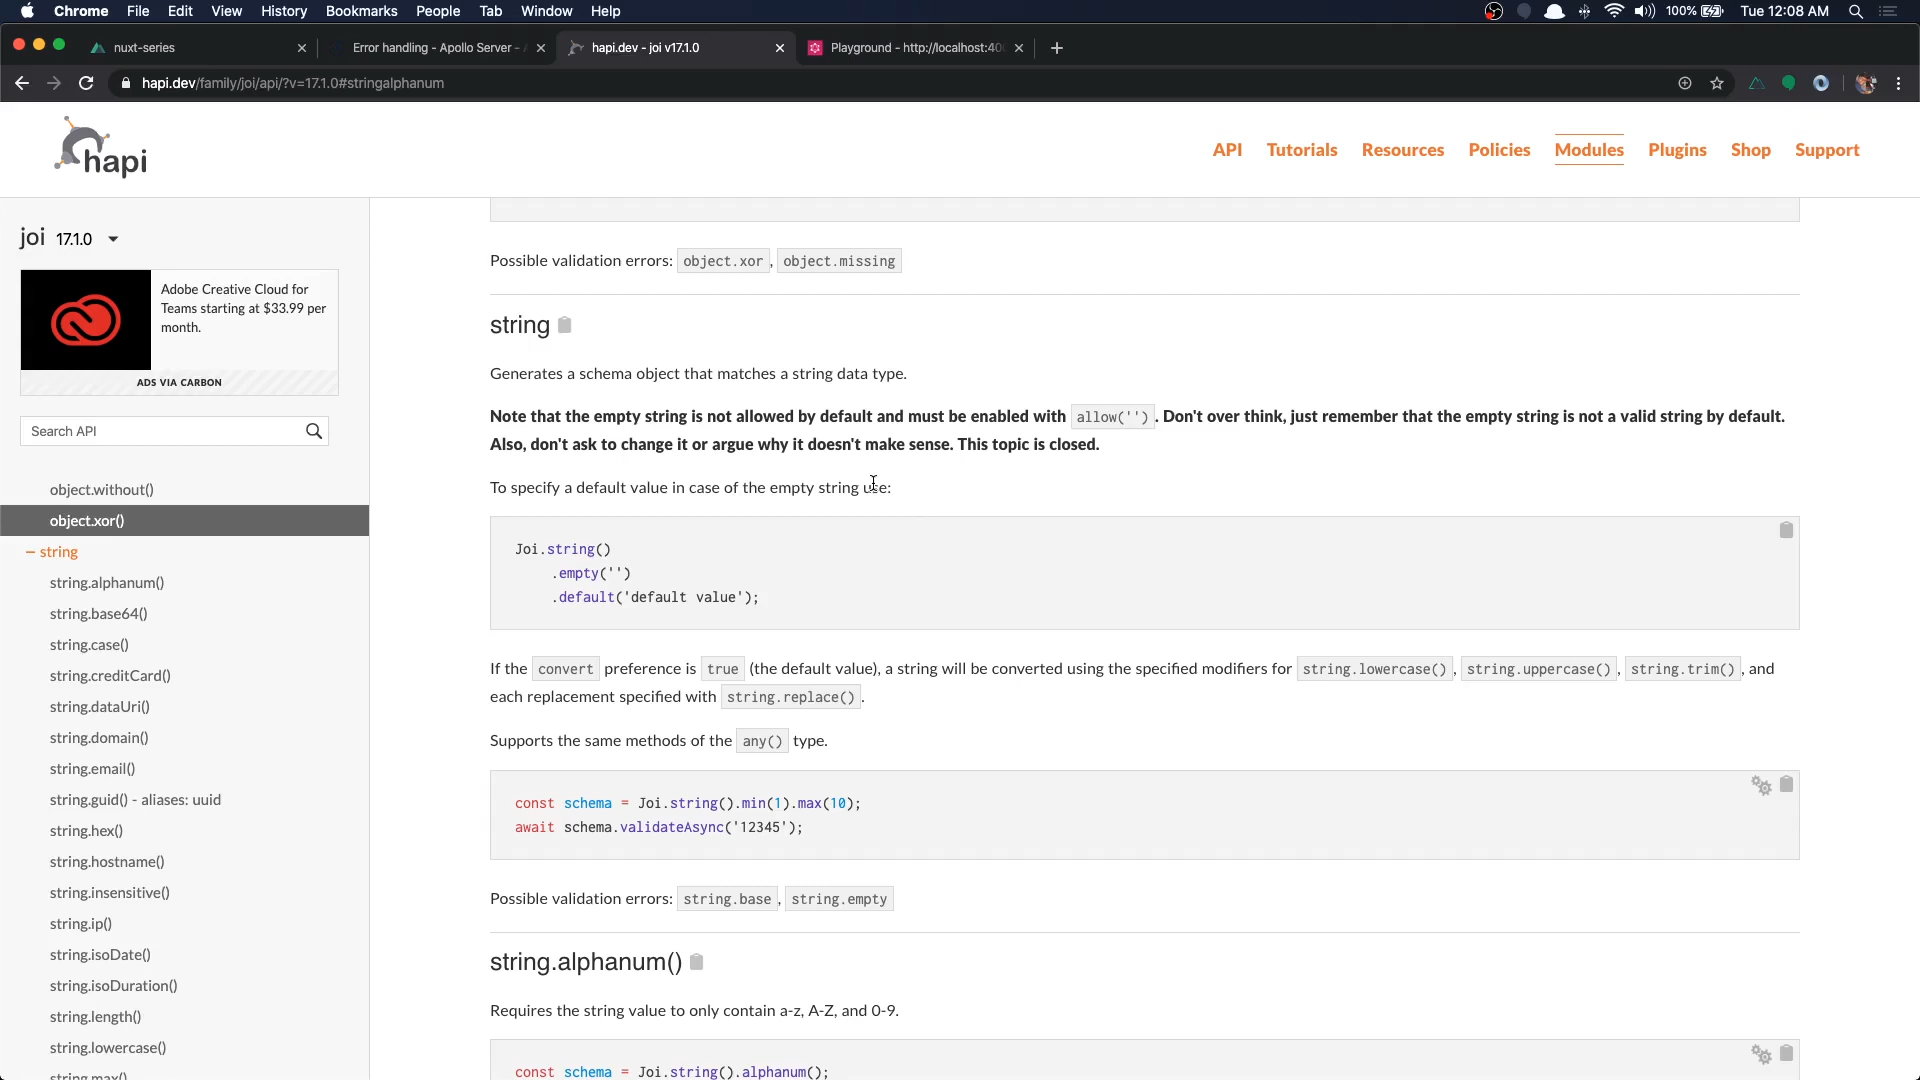 Chrome File Edit View History Bookmarks People Tab Window Help 100% Tue 12:08 AM
nuxt-series Error handling - Apollo Server - hapi.dev - joi v17.1.0 Playground - http://localhost:40
hapi.dev/family/joi/api/?v=17.1.0#stringalphanum
hapi
API Tutorials Resources Policies Modules Plugins Shop Support
joi 17.1.0
Adobe Creative Cloud for
Teams starting at $33.99 per
month.
ADS VIA CARBON
Search API
object.without()
object.xor()
– string
string.alphanum()
string.base64()
string.case()
string.creditCard()
string.dataUri()
string.domain()
string.email()
string.guid() - aliases: uuid
string.hex()
string.hostname()
string.insensitive()
string.ip()
string.isoDate()
string.isoDuration()
string.length()
string.lowercase()
string.max()
Possible validation errors: object.xor, object.missing
string
Generates a schema object that matches a string data type.
Note that the empty string is not allowed by default and must be enabled with allow(''). Don't over think, just remember that the empty string is not a valid string by default.
Also, don't ask to change it or argue why it doesn't make sense. This topic is closed.
To specify a default value in case of the empty string use:
Joi.string()
.empty('')
.default('default value');
If the convert preference is true (the default value), a string will be converted using the specified modifiers for string.lowercase(), string.uppercase(), string.trim(), and
each replacement specified with string.replace().
Supports the same methods of the any() type.
const schema = Joi.string().min(1).max(10);
await schema.validateAsync('12345');
Possible validation errors: string.base, string.empty
string.alphanum()
Requires the string value to only contain a-z, A-Z, and 0-9.
const schema = Joi.string().alphanum();